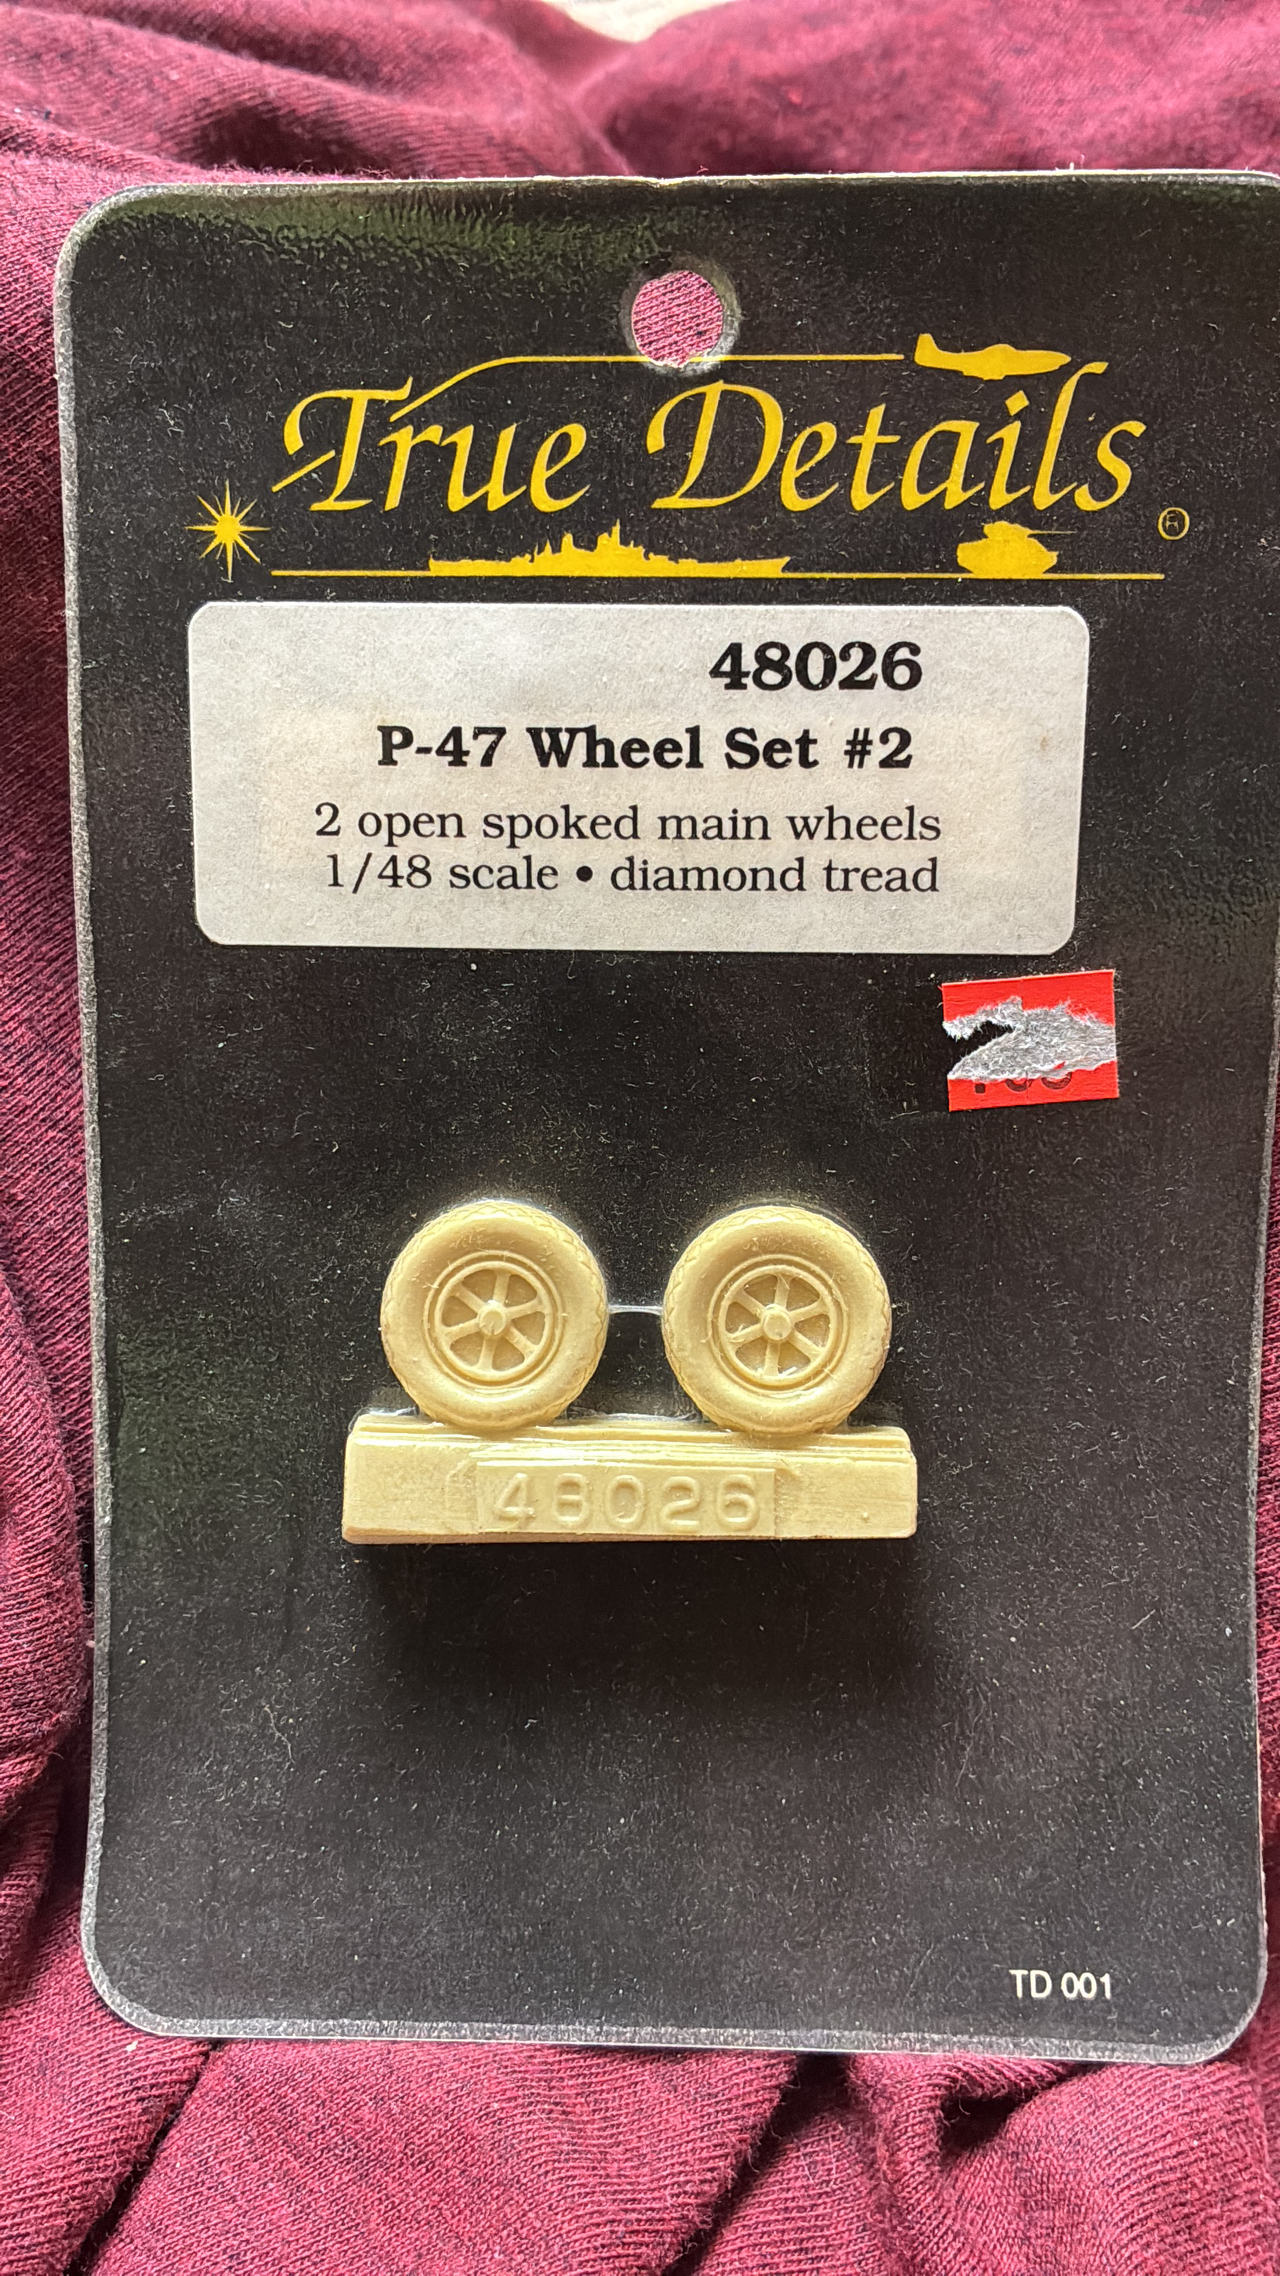 True Details
®
48026
P-47 Wheel Set #2
2 open spoked main wheels
1/48 scale • diamond tread
48026
TD 001